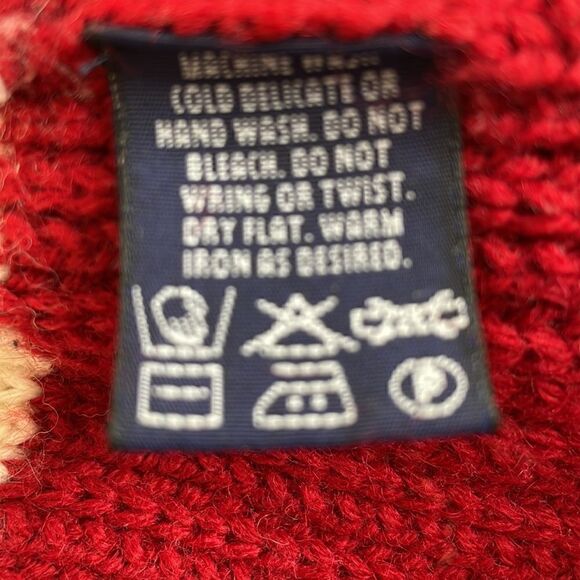 MACHINE WASH
COLD DELICATE OR
HAND WASH. DO NOT
BLEACH. DO NOT
WRING OR TWIST.
DRY FLAT. WARM
IRON AS DESIRED.
P